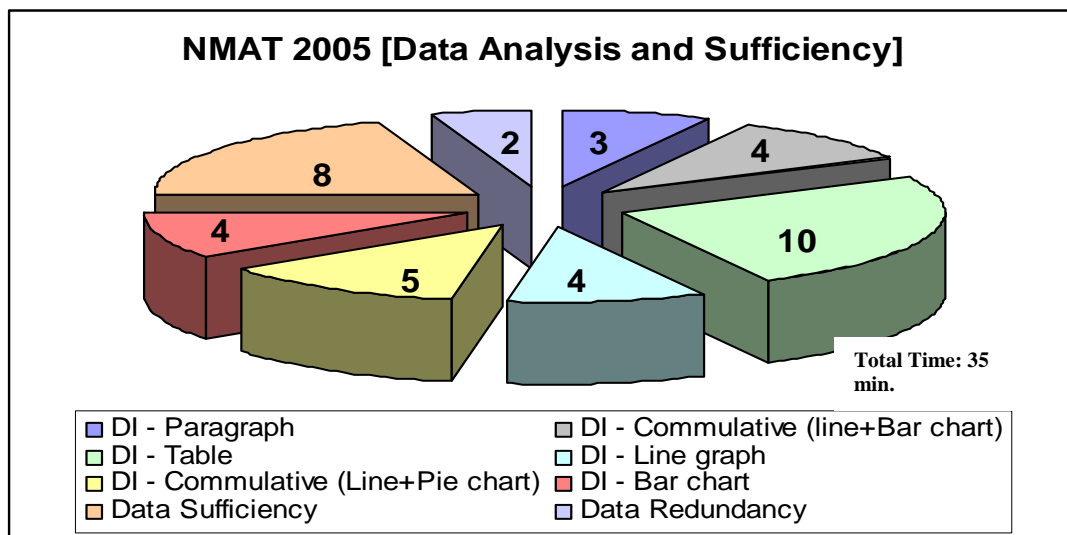 NMAT 2005 [Data Analysis and Sufficiency]
2
3
4
8
10
4
5
4
Total Time: 35
min.
DI - Paragraph
DI - Commulative (line+Bar chart)
DI - Table
DI - Line graph
DI - Commulative (Line+Pie chart)
DI - Bar chart
Data Sufficiency
Data Redundancy